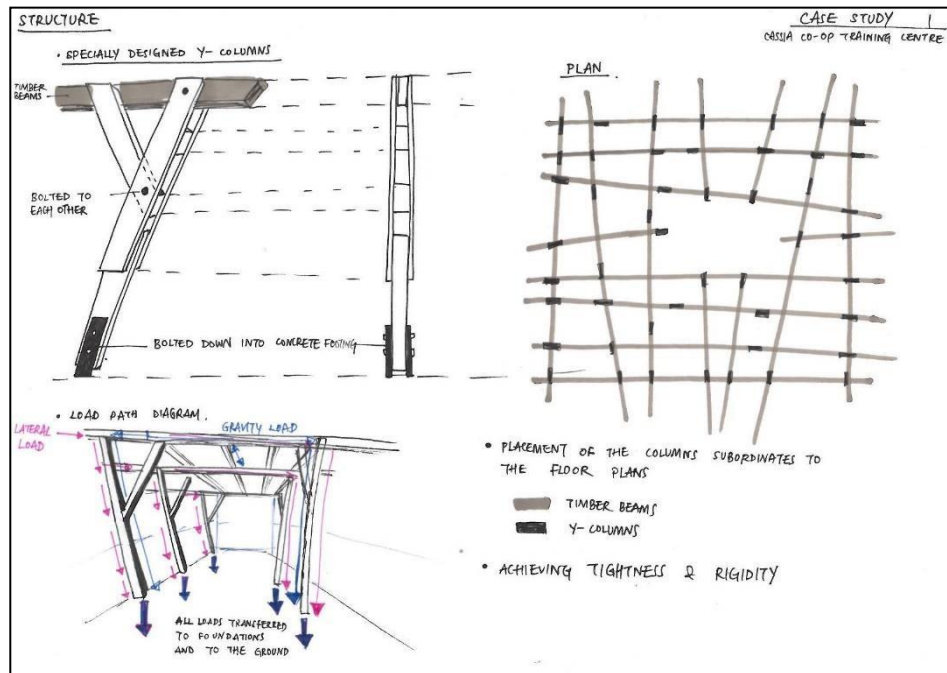 STRUCTURE
CASE STUDY 1
CASSIA CO-OP TRAINING CENTRE
• SPECIALLY DESIGNED Y-COLUMNS
TIMBER
BEAMS
BOLTED TO
EACH OTHER
BOLTED DOWN INTO CONCRETE FOOTING
PLAN
• LOAD PATH DIAGRAM.
LATERAL
LOAD
GRAVITY LOAD
ALL LOADS TRANSFERRED
TO FOUNDATIONS
AND TO THE GROUND
• PLACEMENT OF THE COLUMNS SUBORDINATES TO
THE FLOOR PLANS
TIMBER BEAMS
Y-COLUMNS
• ACHIEVING TIGHTNESS & RIGIDITY